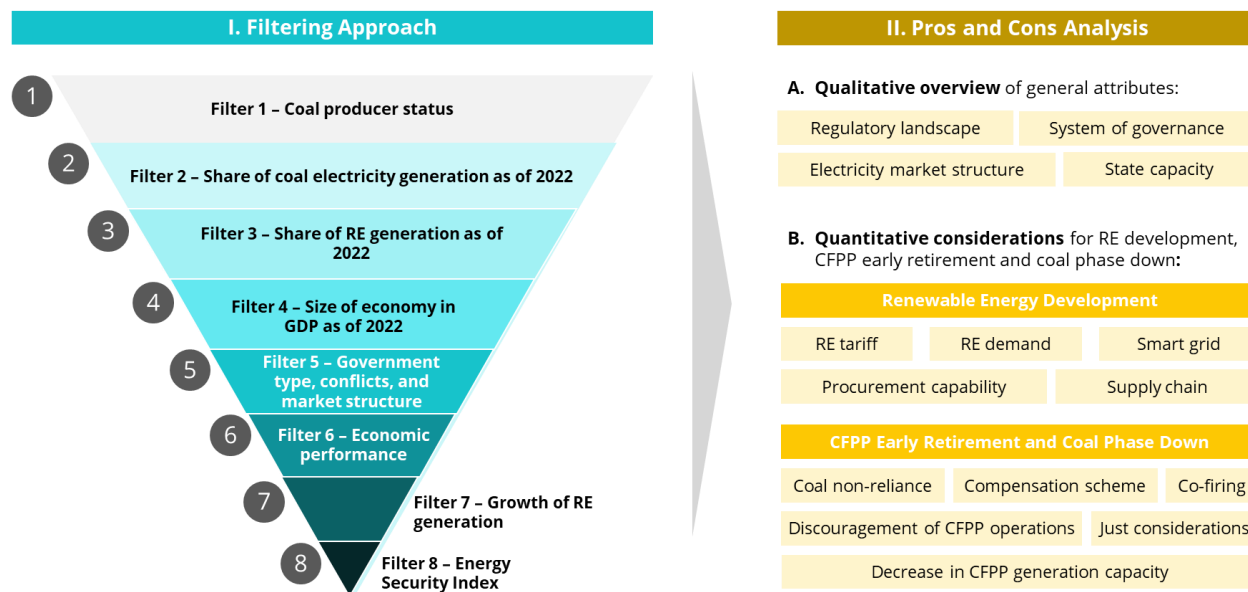 I. Filtering Approach
1
Filter 1 – Coal producer status
2
Filter 2 – Share of coal electricity generation as of 2022
3
Filter 3 – Share of RE generation as of
2022
4
Filter 4 – Size of economy in
GDP as of 2022
5
Filter 5 – Government
type, conflicts, and
market structure
6
Filter 6 – Economic
performance
7
Filter 7 – Growth of RE
generation
8
Filter 8 – Energy
Security Index
II. Pros and Cons Analysis
A. Qualitative overview of general attributes:
Regulatory landscape
System of governance
Electricity market structure
State capacity
B. Quantitative considerations for RE development,
CFPP early retirement and coal phase down:
Renewable Energy Development
RE tariff
RE demand
Smart grid
Procurement capability
Supply chain
CFPP Early Retirement and Coal Phase Down
Coal non-reliance
Compensation scheme
Co-firing
Discouragement of CFPP operations
Just considerations
Decrease in CFPP generation capacity